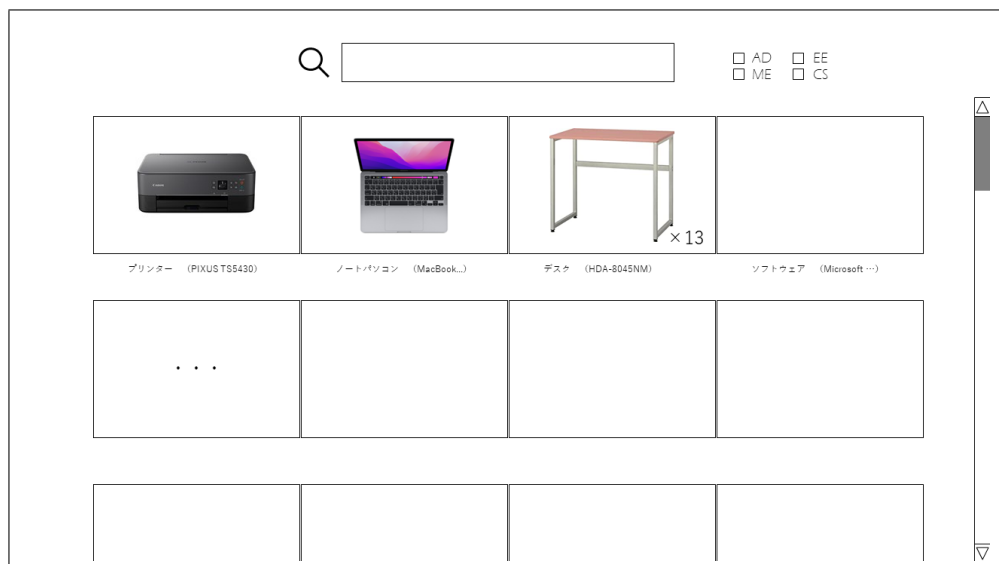 AD EE
ME CS
×13
プリンター （PIXUS TS5430）
ノートパソコン （MacBook…）
デスク （HDA-8045NM）
ソフトウェア （Microsoft …）
・・・